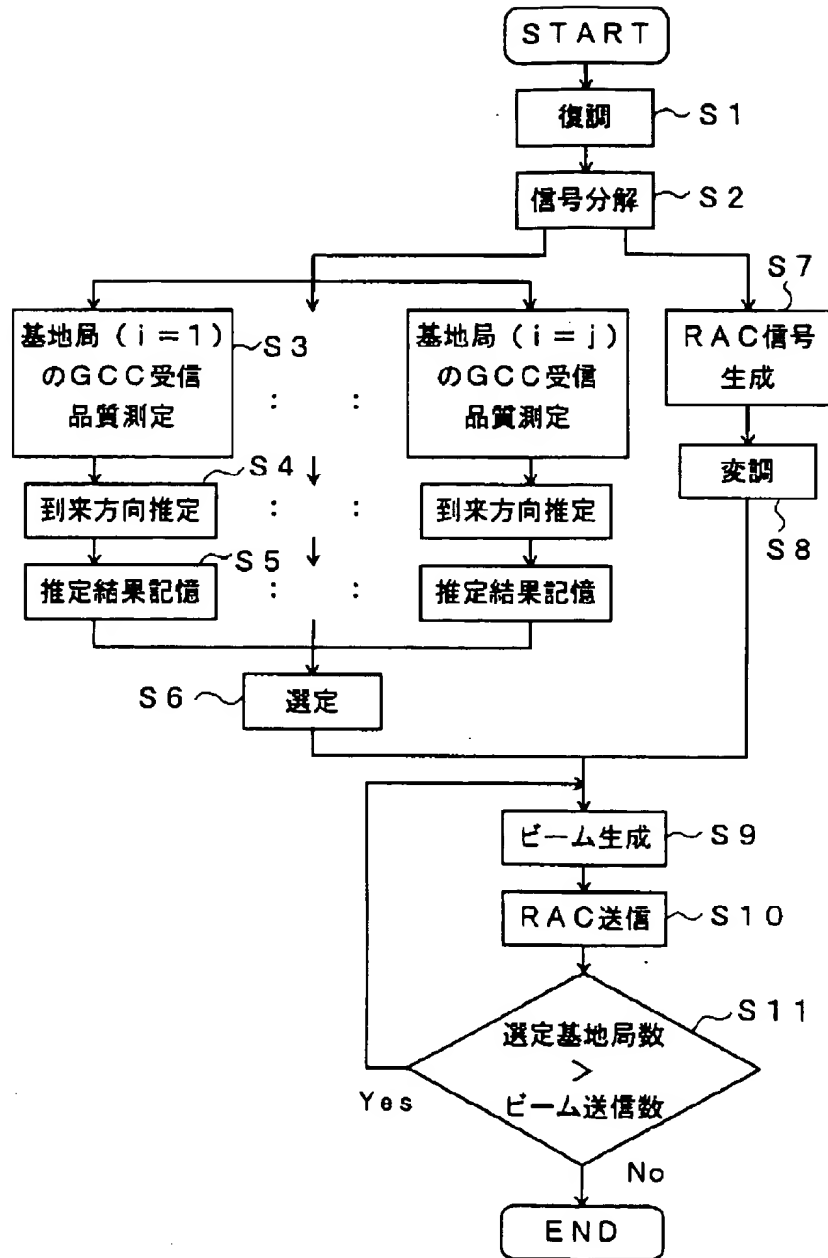 START
復調
S1
信号分解
S2
S7
基地局(i=1)
のGCC受信
品質測定
S3
: :
基地局(i=j)
のGCC受信
品質測定
RAC信号
生成
S4
到来方向推定
: :
到来方向推定
変調
S8
S5
推定結果記憶
: :
推定結果記憶
S6
選定
ビーム生成
S9
RAC送信
S10
選定基地局数
>
ビーム送信数
S11
Yes
No
END